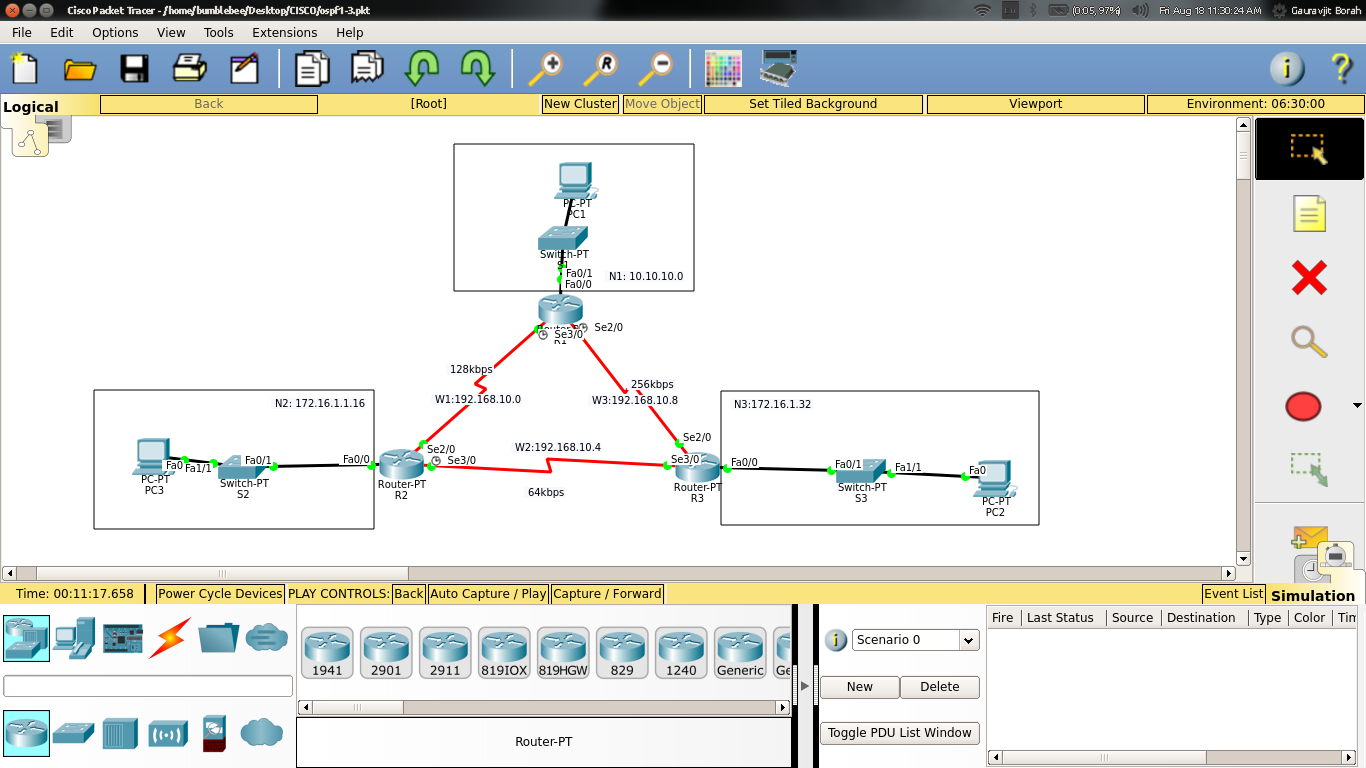 Cisco Packet Tracer - /home/bumblebee/Desktop/CISCO/ospf1-3.pkt
(0:05, 97%) Fri Aug 18 11:30:24 AM Gauravjit Borah
File Edit Options View Tools Extensions Help
Logical Back [Root] New Cluster Move Object Set Tiled Background Viewport Environment: 06:30:00
PC-PT
PC1
Switch-PT
Fa0/1
Fa0/0
N1: 10.10.10.0
Se2/0
Se3/0
R1
128kbps
W1:192.168.10.0
256kbps
W3:192.168.10.8
N2: 172.16.1.1.16
Fa0
Fa1/1
PC-PT
PC3
Fa0/1
Switch-PT
S2
Fa0/0
Se2/0
Se3/0
Router-PT
R2
W2:192.168.10.4
64kbps
Se2/0
Se3/0
Fa0/0
Router-PT
R3
N3:172.16.1.32
Fa0/1
Fa1/1
Switch-PT
S3
Fa0
PC-PT
PC2
Time: 00:11:17.658 Power Cycle Devices PLAY CONTROLS: Back Auto Capture / Play Capture / Forward Event List Simulation
1941 2901 2911 819IOX 819HGW 829 1240 Generic Ge
Router-PT
Scenario 0
New Delete
Toggle PDU List Window
Fire Last Status Source Destination Type Color Tim